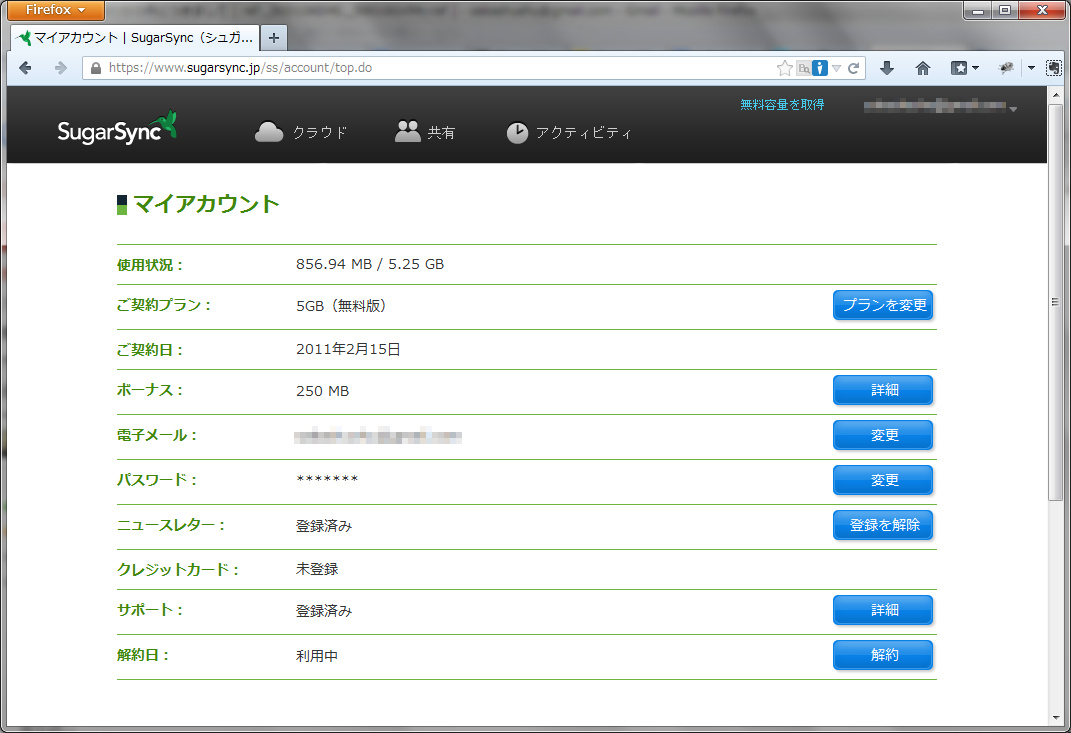 Firefox
マイアカウント | SugarSync（シュガ...
https://www.sugarsync.jp/ss/account/top.do
無料容量を取得
SugarSync
クラウド
共有
アクティビティ
マイアカウント
使用状況： 856.94 MB / 5.25 GB
ご契約プラン： 5GB（無料版） プランを変更
ご契約日： 2011年2月15日
ボーナス： 250 MB 詳細
電子メール： 変更
パスワード： ******* 変更
ニュースレター： 登録済み 登録を解除
クレジットカード： 未登録
サポート： 登録済み 詳細
解約日： 利用中 解約